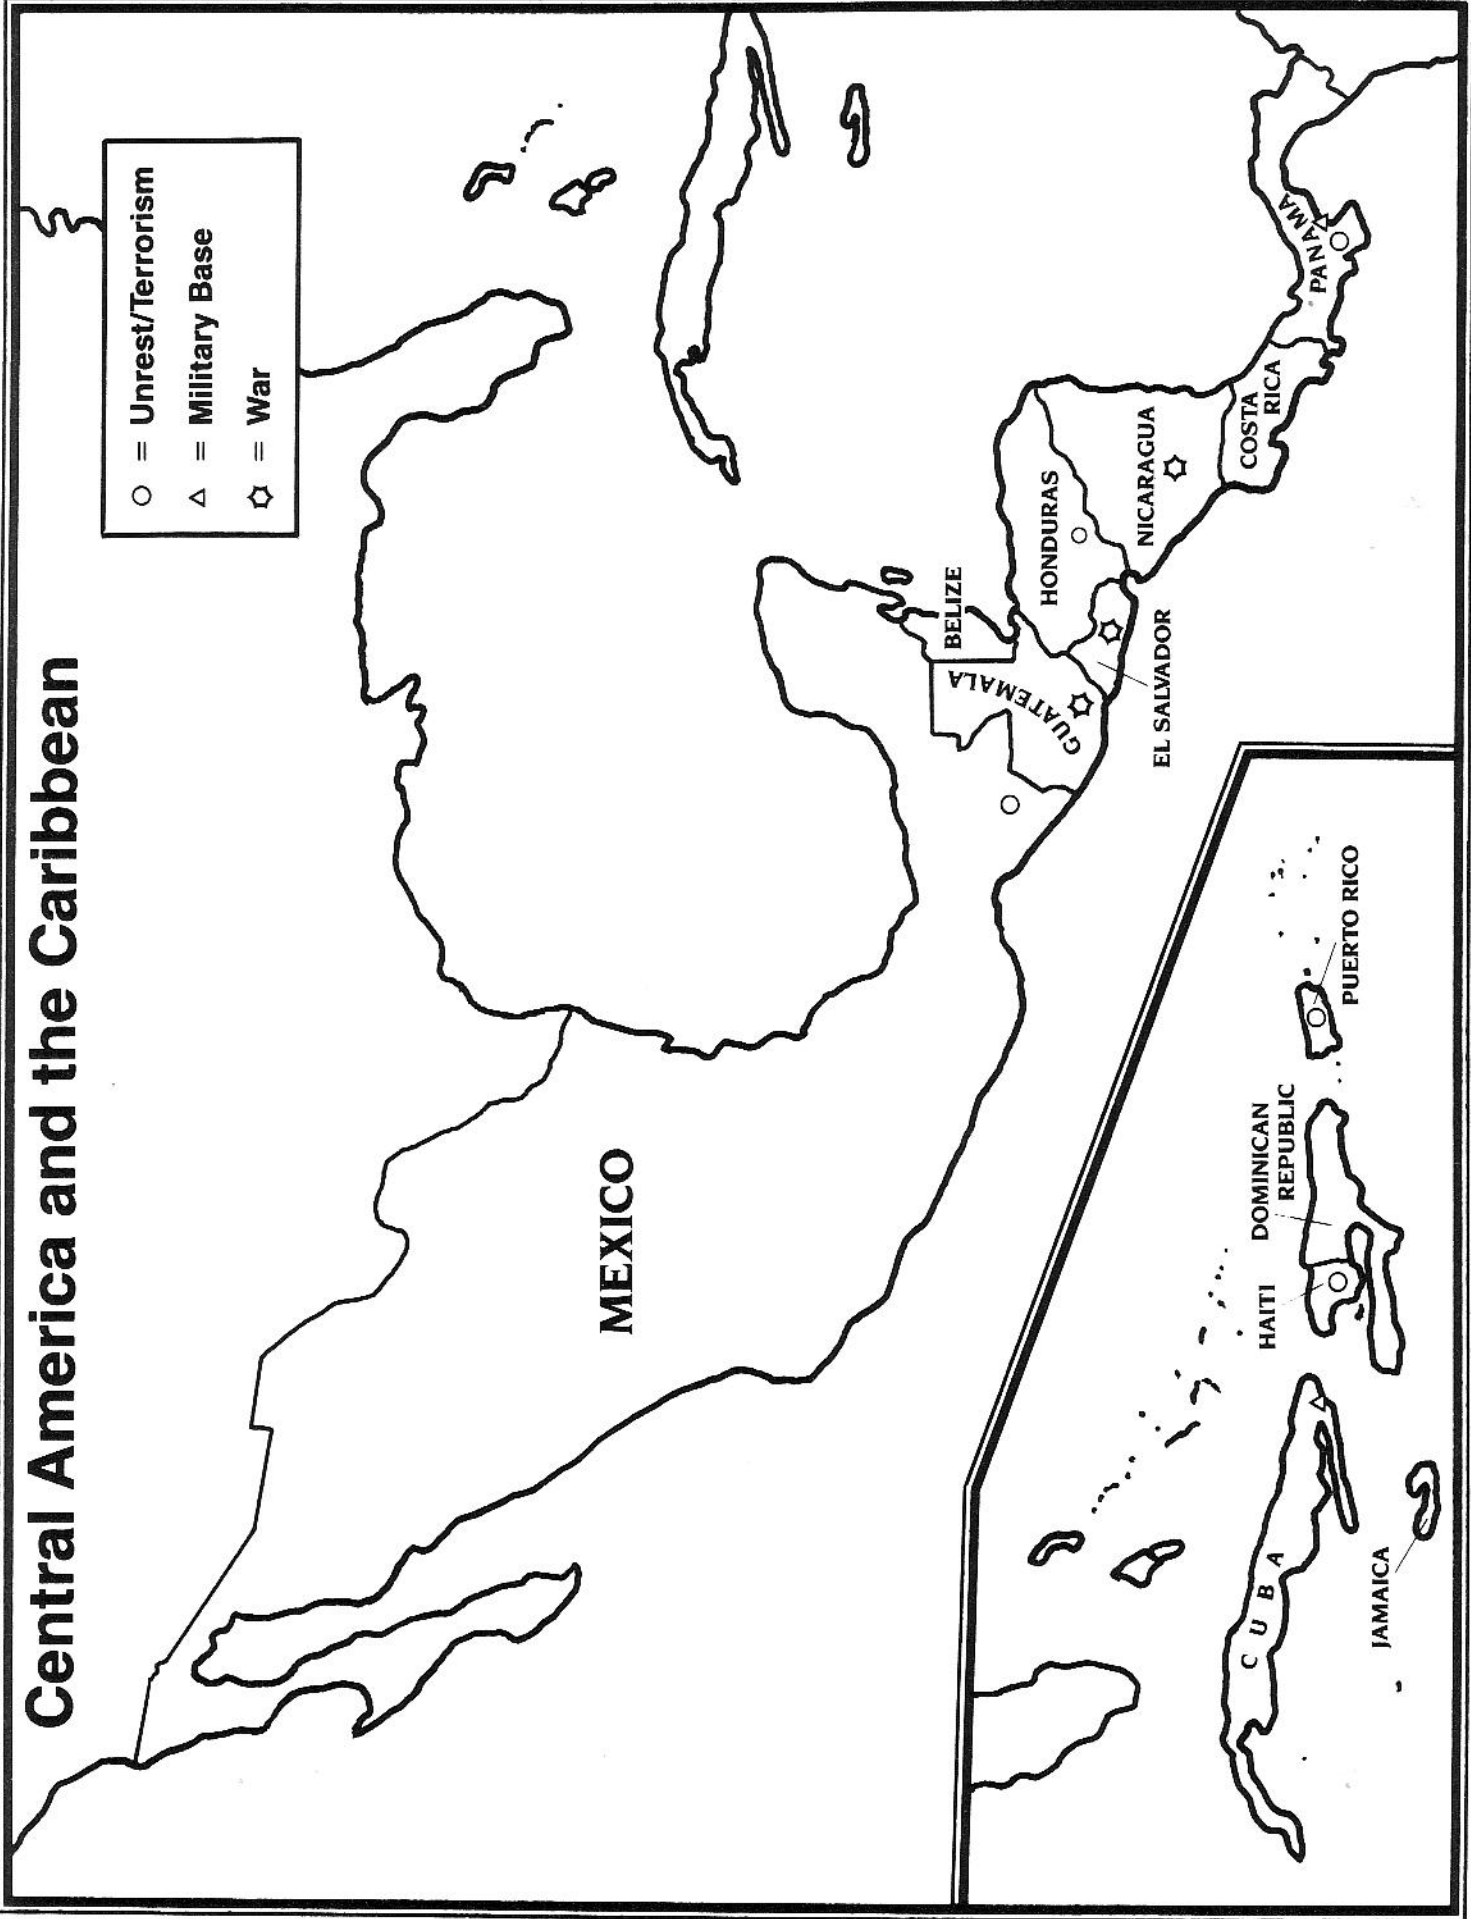 Central America and the Caribbean
○ = Unrest/Terrorism
△ = Military Base
✡ = War
MEXICO
BELIZE
GUATEMALA
HONDURAS
EL SALVADOR
NICARAGUA
COSTA
RICA
PANAMA
CUBA
JAMAICA
HAITI
DOMINICAN
REPUBLIC
PUERTO RICO